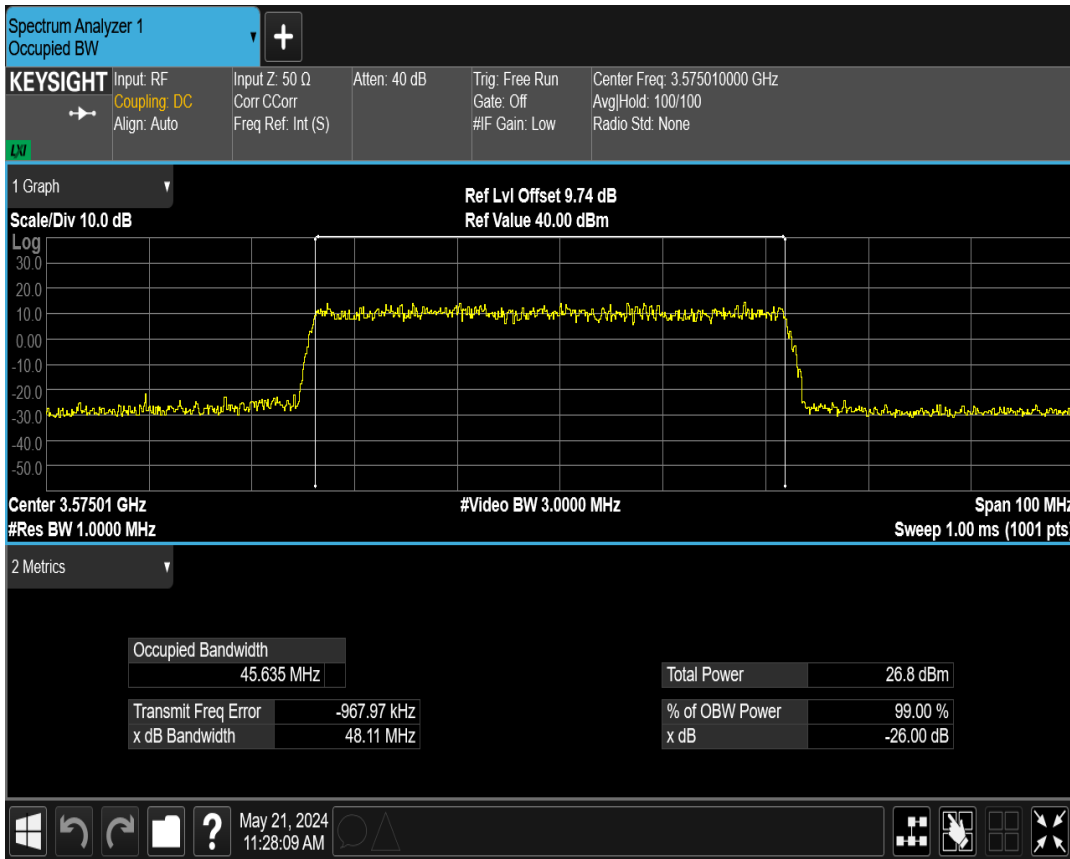 Spectrum Analyzer 1
Occupied BW
KEYSIGHT
LXI
Input: RF
Coupling: DC
Align: Auto
Input Z: 50 Ω
Corr CCorr
Freq Ref: Int (S)
Atten: 40 dB
Trig: Free Run
Gate: Off
#IF Gain: Low
Center Freq: 3.575010000 GHz
Avg|Hold: 100/100
Radio Std: None
1 Graph
Scale/Div 10.0 dB
Ref Lvl Offset 9.74 dB
Ref Value 40.00 dBm
Log
30.0
20.0
10.0
0.00
-10.0
-20.0
-30.0
-40.0
-50.0
Center 3.57501 GHz
#Video BW 3.0000 MHz
Span 100 MHz
#Res BW 1.0000 MHz
Sweep 1.00 ms (1001 pts)
2 Metrics
Occupied Bandwidth
45.635 MHz
Total Power 26.8 dBm
Transmit Freq Error -967.97 kHz
% of OBW Power 99.00 %
x dB Bandwidth 48.11 MHz
x dB -26.00 dB
May 21, 2024
11:28:09 AM